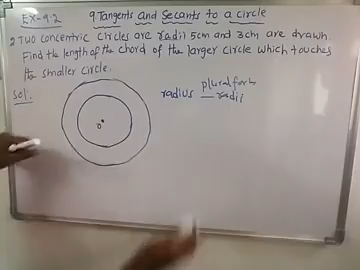 EX-9.2
9.Tangents and Secants to a circle
2. Two concentric circles are radii 5cm and 3cm are drawn.
Find the length of the chord of the larger circle which touches
the smaller circle.
Sol.
plural form
radius — radii
o